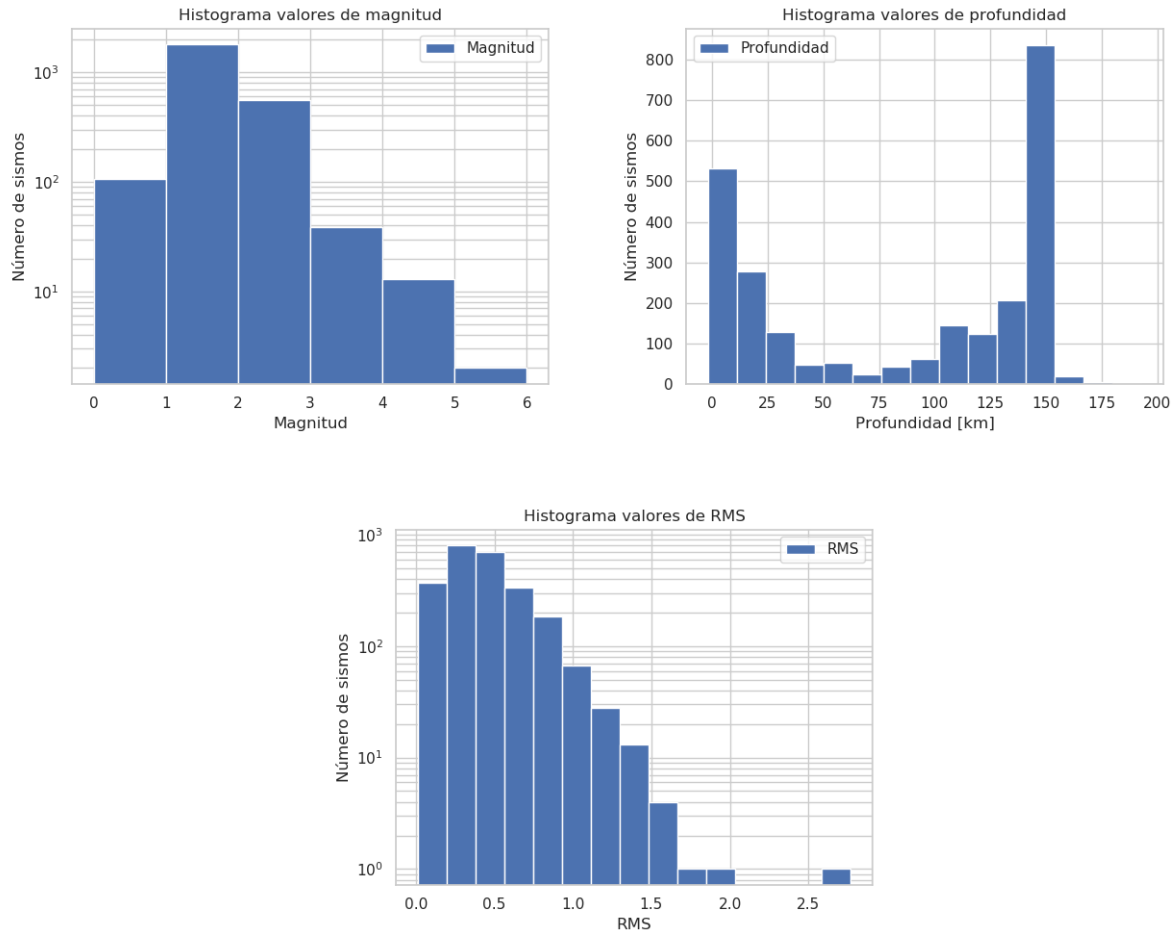 Histograma valores de magnitud
Magnitud
Número de sismos
10³
10²
10¹
0 1 2 3 4 5 6
Magnitud
Histograma valores de profundidad
Profundidad
Número de sismos
800
700
600
500
400
300
200
100
0
0 25 50 75 100 125 150 175 200
Profundidad [km]
Histograma valores de RMS
RMS
Número de sismos
10³
10²
10¹
10⁰
0.0 0.5 1.0 1.5 2.0 2.5
RMS